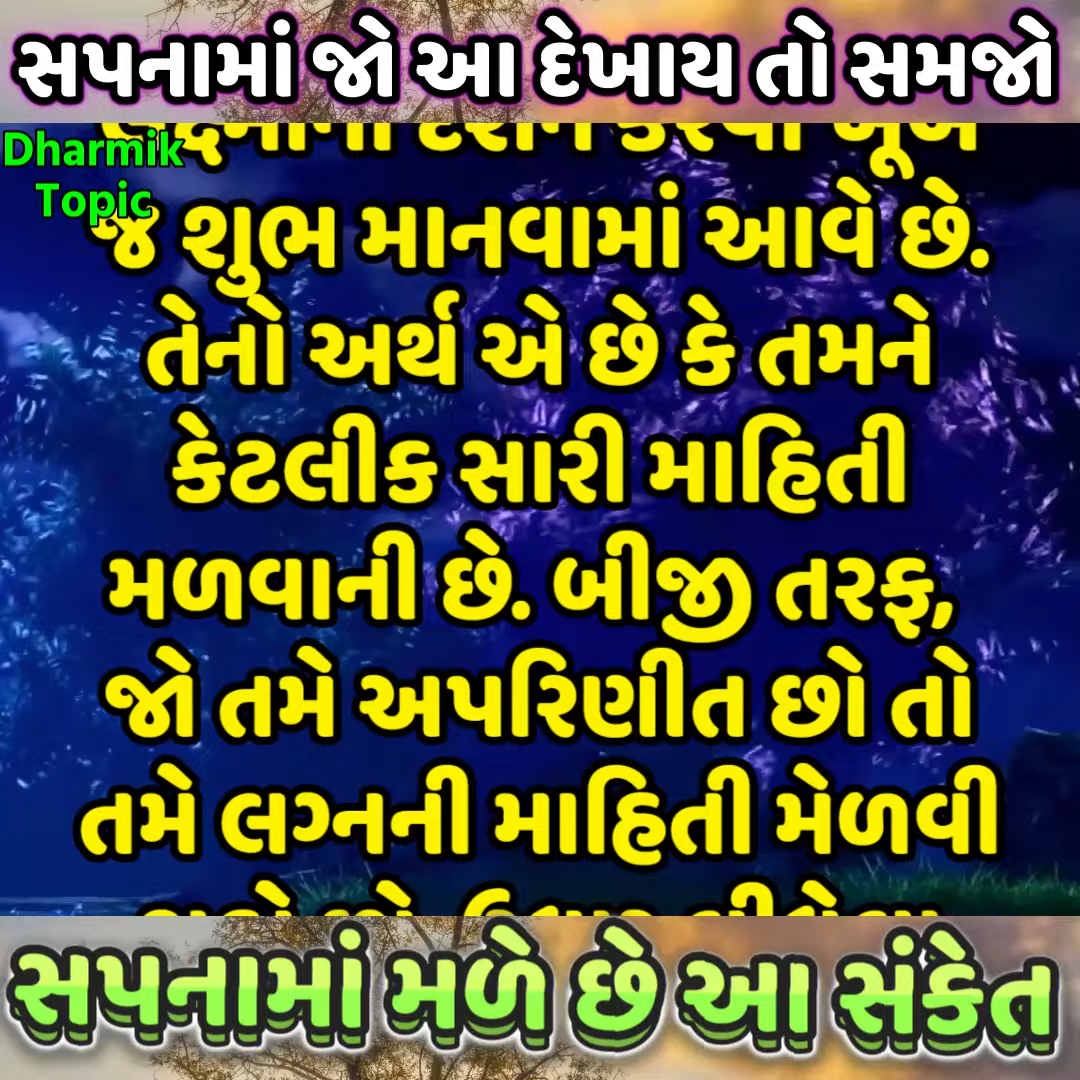 સપનામાં જો આ દેખાય તો સમજો
Dharmik
Topic
જ શુભ માનવામાં આવે છે.
તેનો અર્થ એ છે કે તમને
કેટલીક સારી માહિતી
મળવાની છે. બીજી તરફ,
જો તમે અપરિણીત છો તો
તમે લગ્નની માહિતી મેળવી
સપનામાં મળે છે આ સંકેત